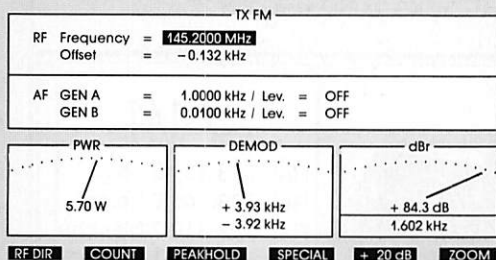 TX FM
RF Frequency = 145.2000 MHz
Offset = −0.132 kHz
AF GEN A = 1.0000 kHz / Lev. = OFF
GEN B = 0.0100 kHz / Lev. = OFF
PWR DEMOD dBr
5.70 W + 3.93 kHz + 84.3 dB
− 3.92 kHz 1.602 kHz
RF DIR COUNT PEAKHOLD SPECIAL + 20 dB ZOOM